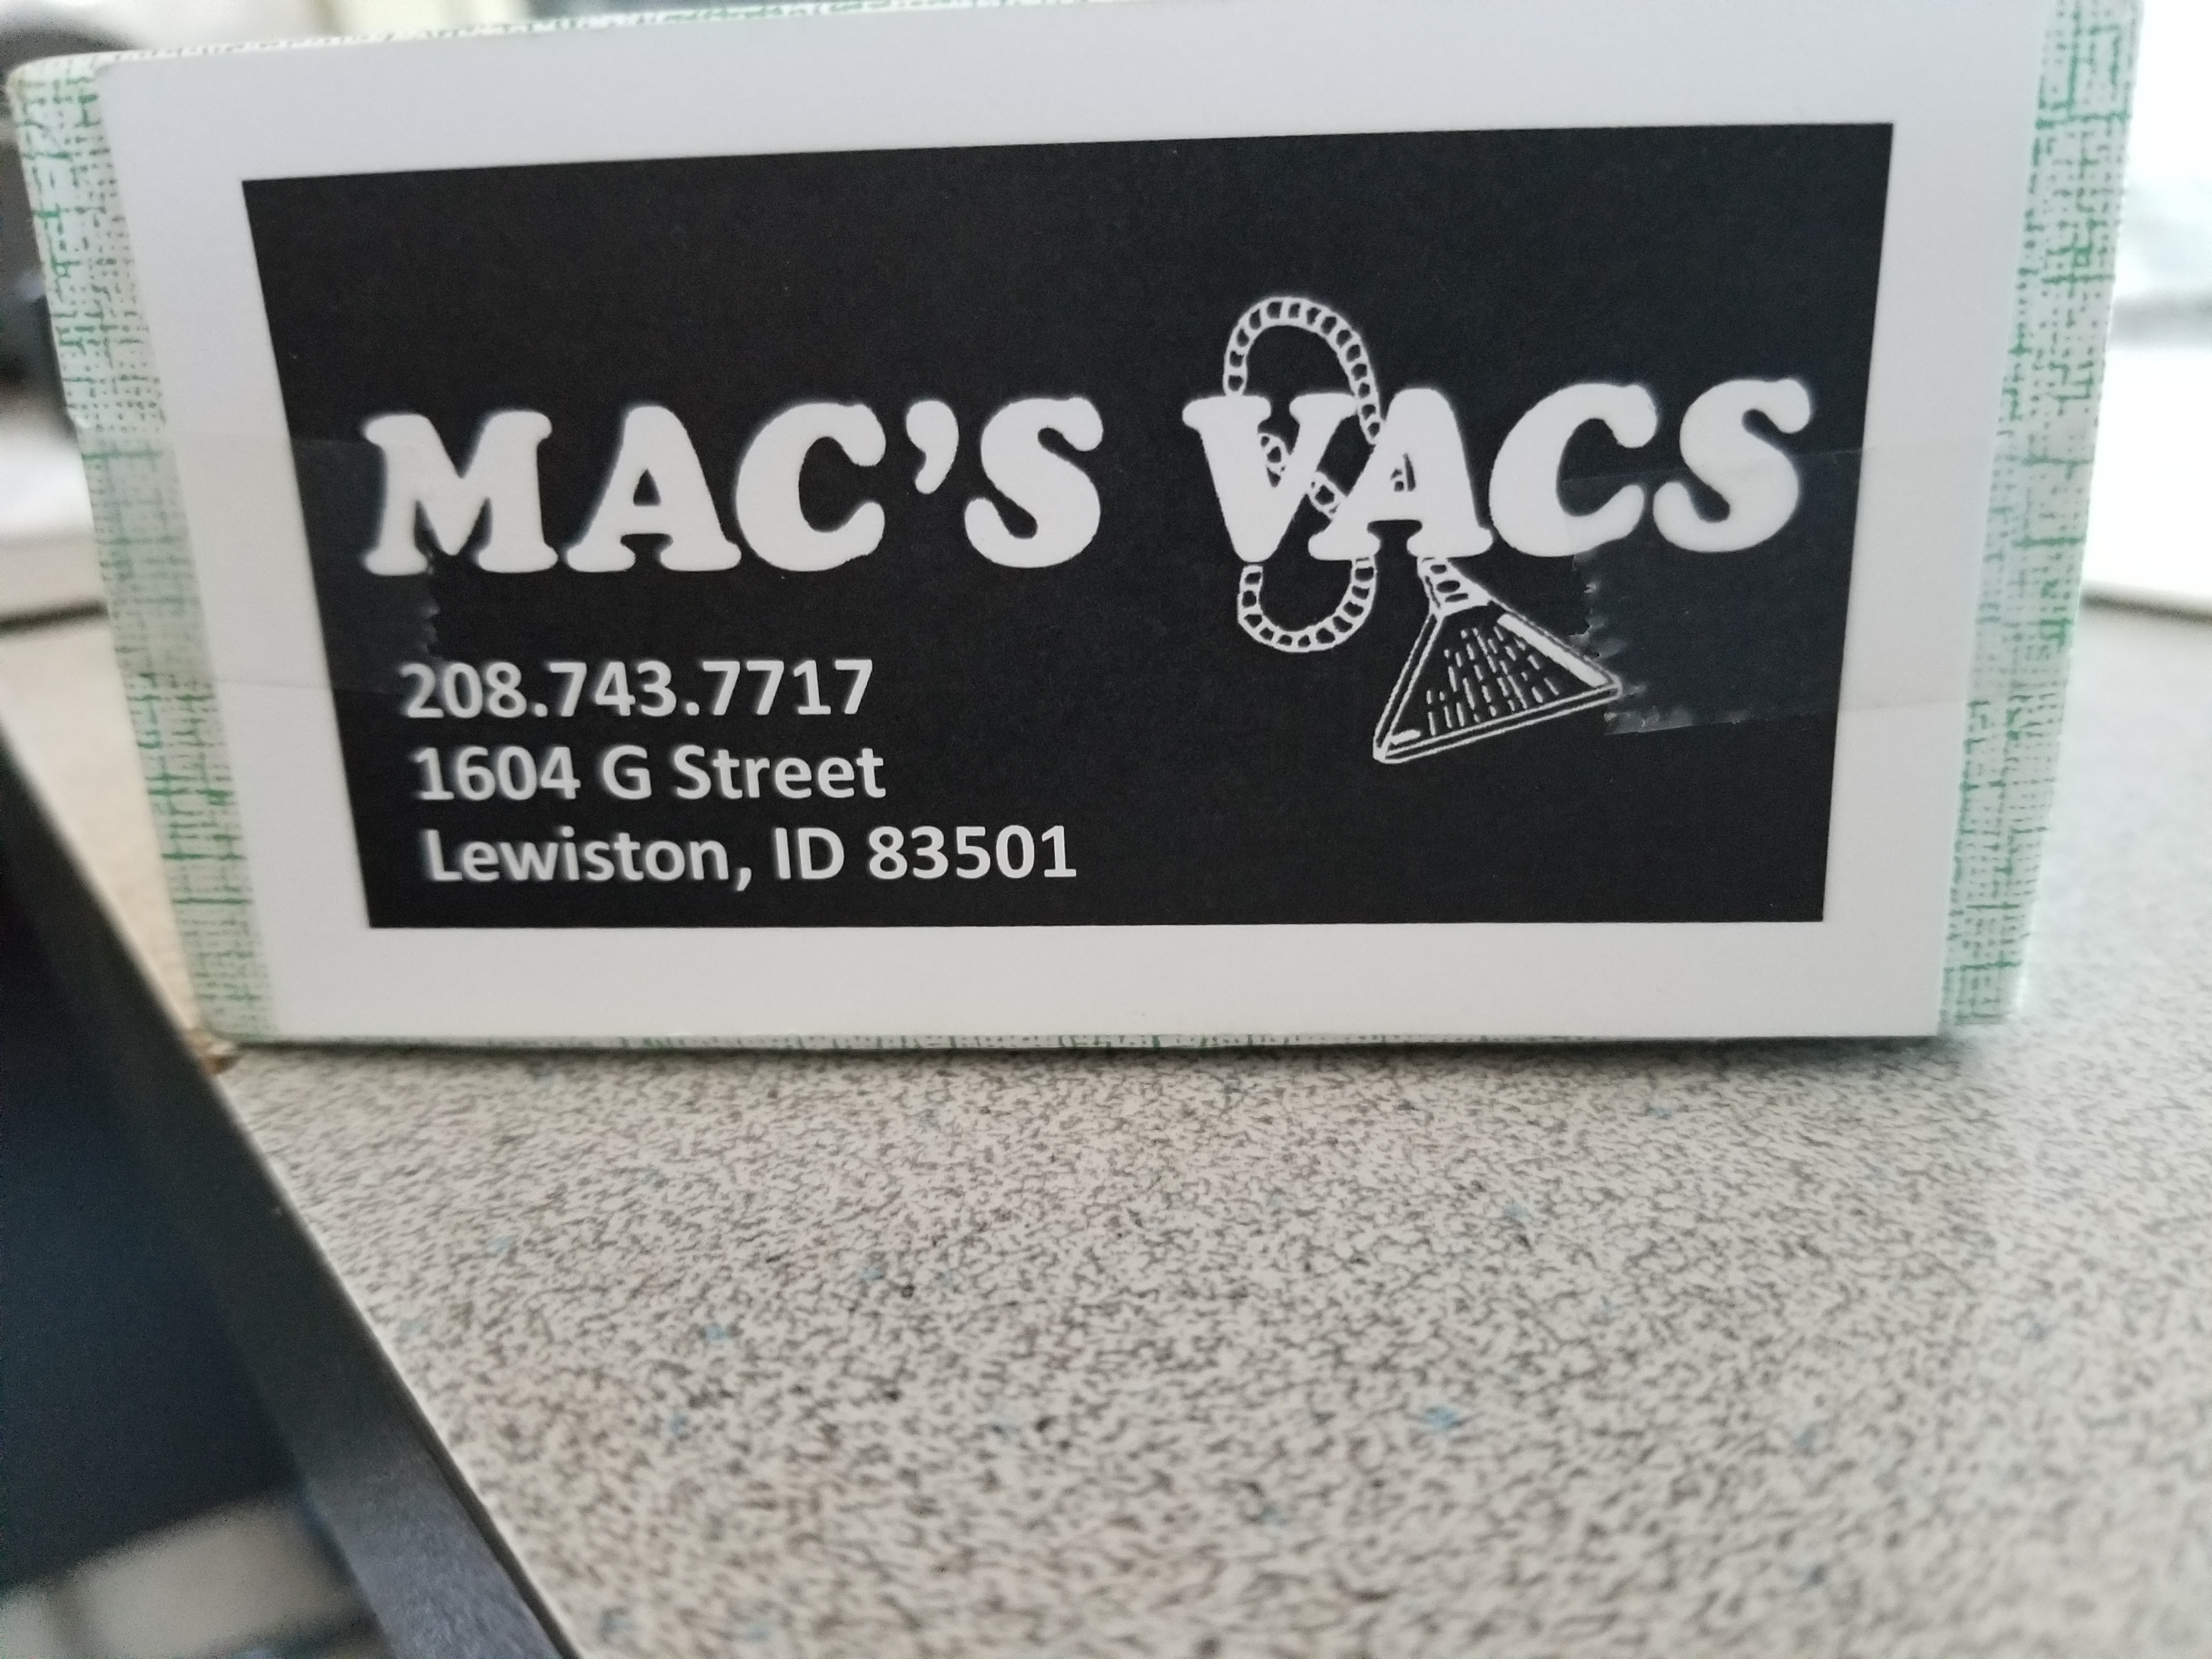 MAC'S VACS
208.743.7717
1604 G Street
Lewiston, ID 83501